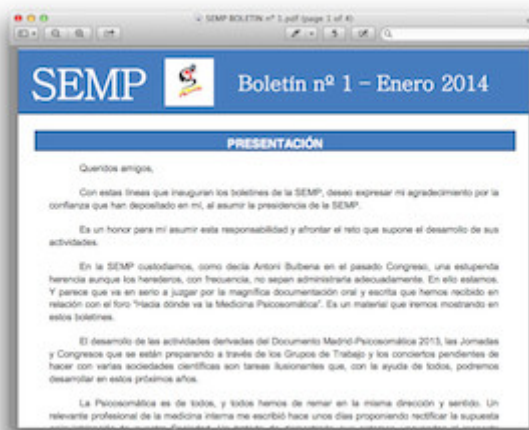 SEMP BOLETIN nº 1.pdf (page 1 of 4)
SEMP
Boletín nº 1 – Enero 2014
PRESENTACIÓN
Queridos amigos,
Con estas líneas que inauguran los boletines de la SEMP, deseo expresar mi agradecimiento por la
confianza que han depositado en mí, al asumir la presidencia de la SEMP.
Es un honor para mí asumir esta responsabilidad y afrontar el reto que supone el desarrollo de sus
actividades.
En la SEMP custodiamos, como decía Antoni Bulbena en el pasado Congreso, una estupenda
herencia aunque los herederos, con frecuencia, no sepan administrarla adecuadamente. En ello estamos.
Y parece que va en serio a juzgar por la magnífica documentación oral y escrita que hemos recibido en
relación con el foro "Hacia dónde va la Medicina Psicosomática". Es un material que iremos mostrando en
estos boletines.
El desarrollo de las actividades derivadas del Documento Madrid-Psicosomática 2013, las Jornadas
y Congresos que se están preparando a través de los Grupos de Trabajo y los conciertos pendientes de
hacer con varias sociedades científicas son tareas ilusionantes que, con la ayuda de todos, podremos
desarrollar en estos próximos años.
La Psicosomática es de todos, y todos hemos de remar en la misma dirección y sentido. Un
relevante profesional de la medicina interna me escribió hace unos días proponiendo rectificar la supuesta